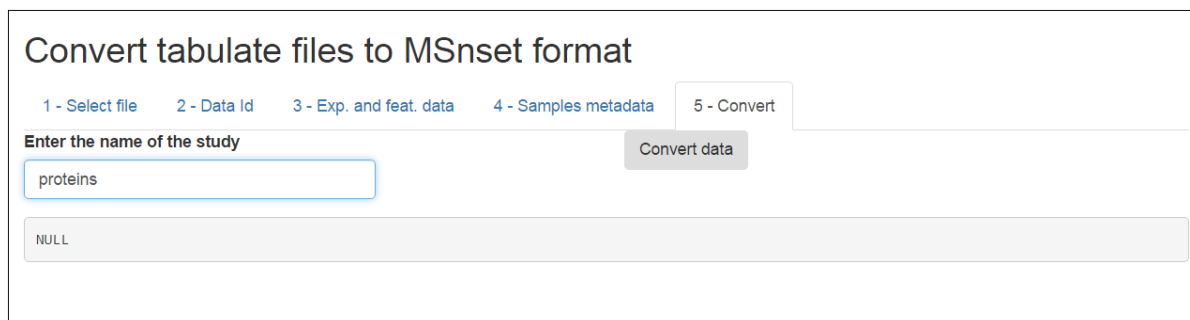 Convert tabulate files to MSnset format
1 - Select file 2 - Data Id 3 - Exp. and feat. data 4 - Samples metadata 5 - Convert
Enter the name of the study
Convert data
proteins
NULL